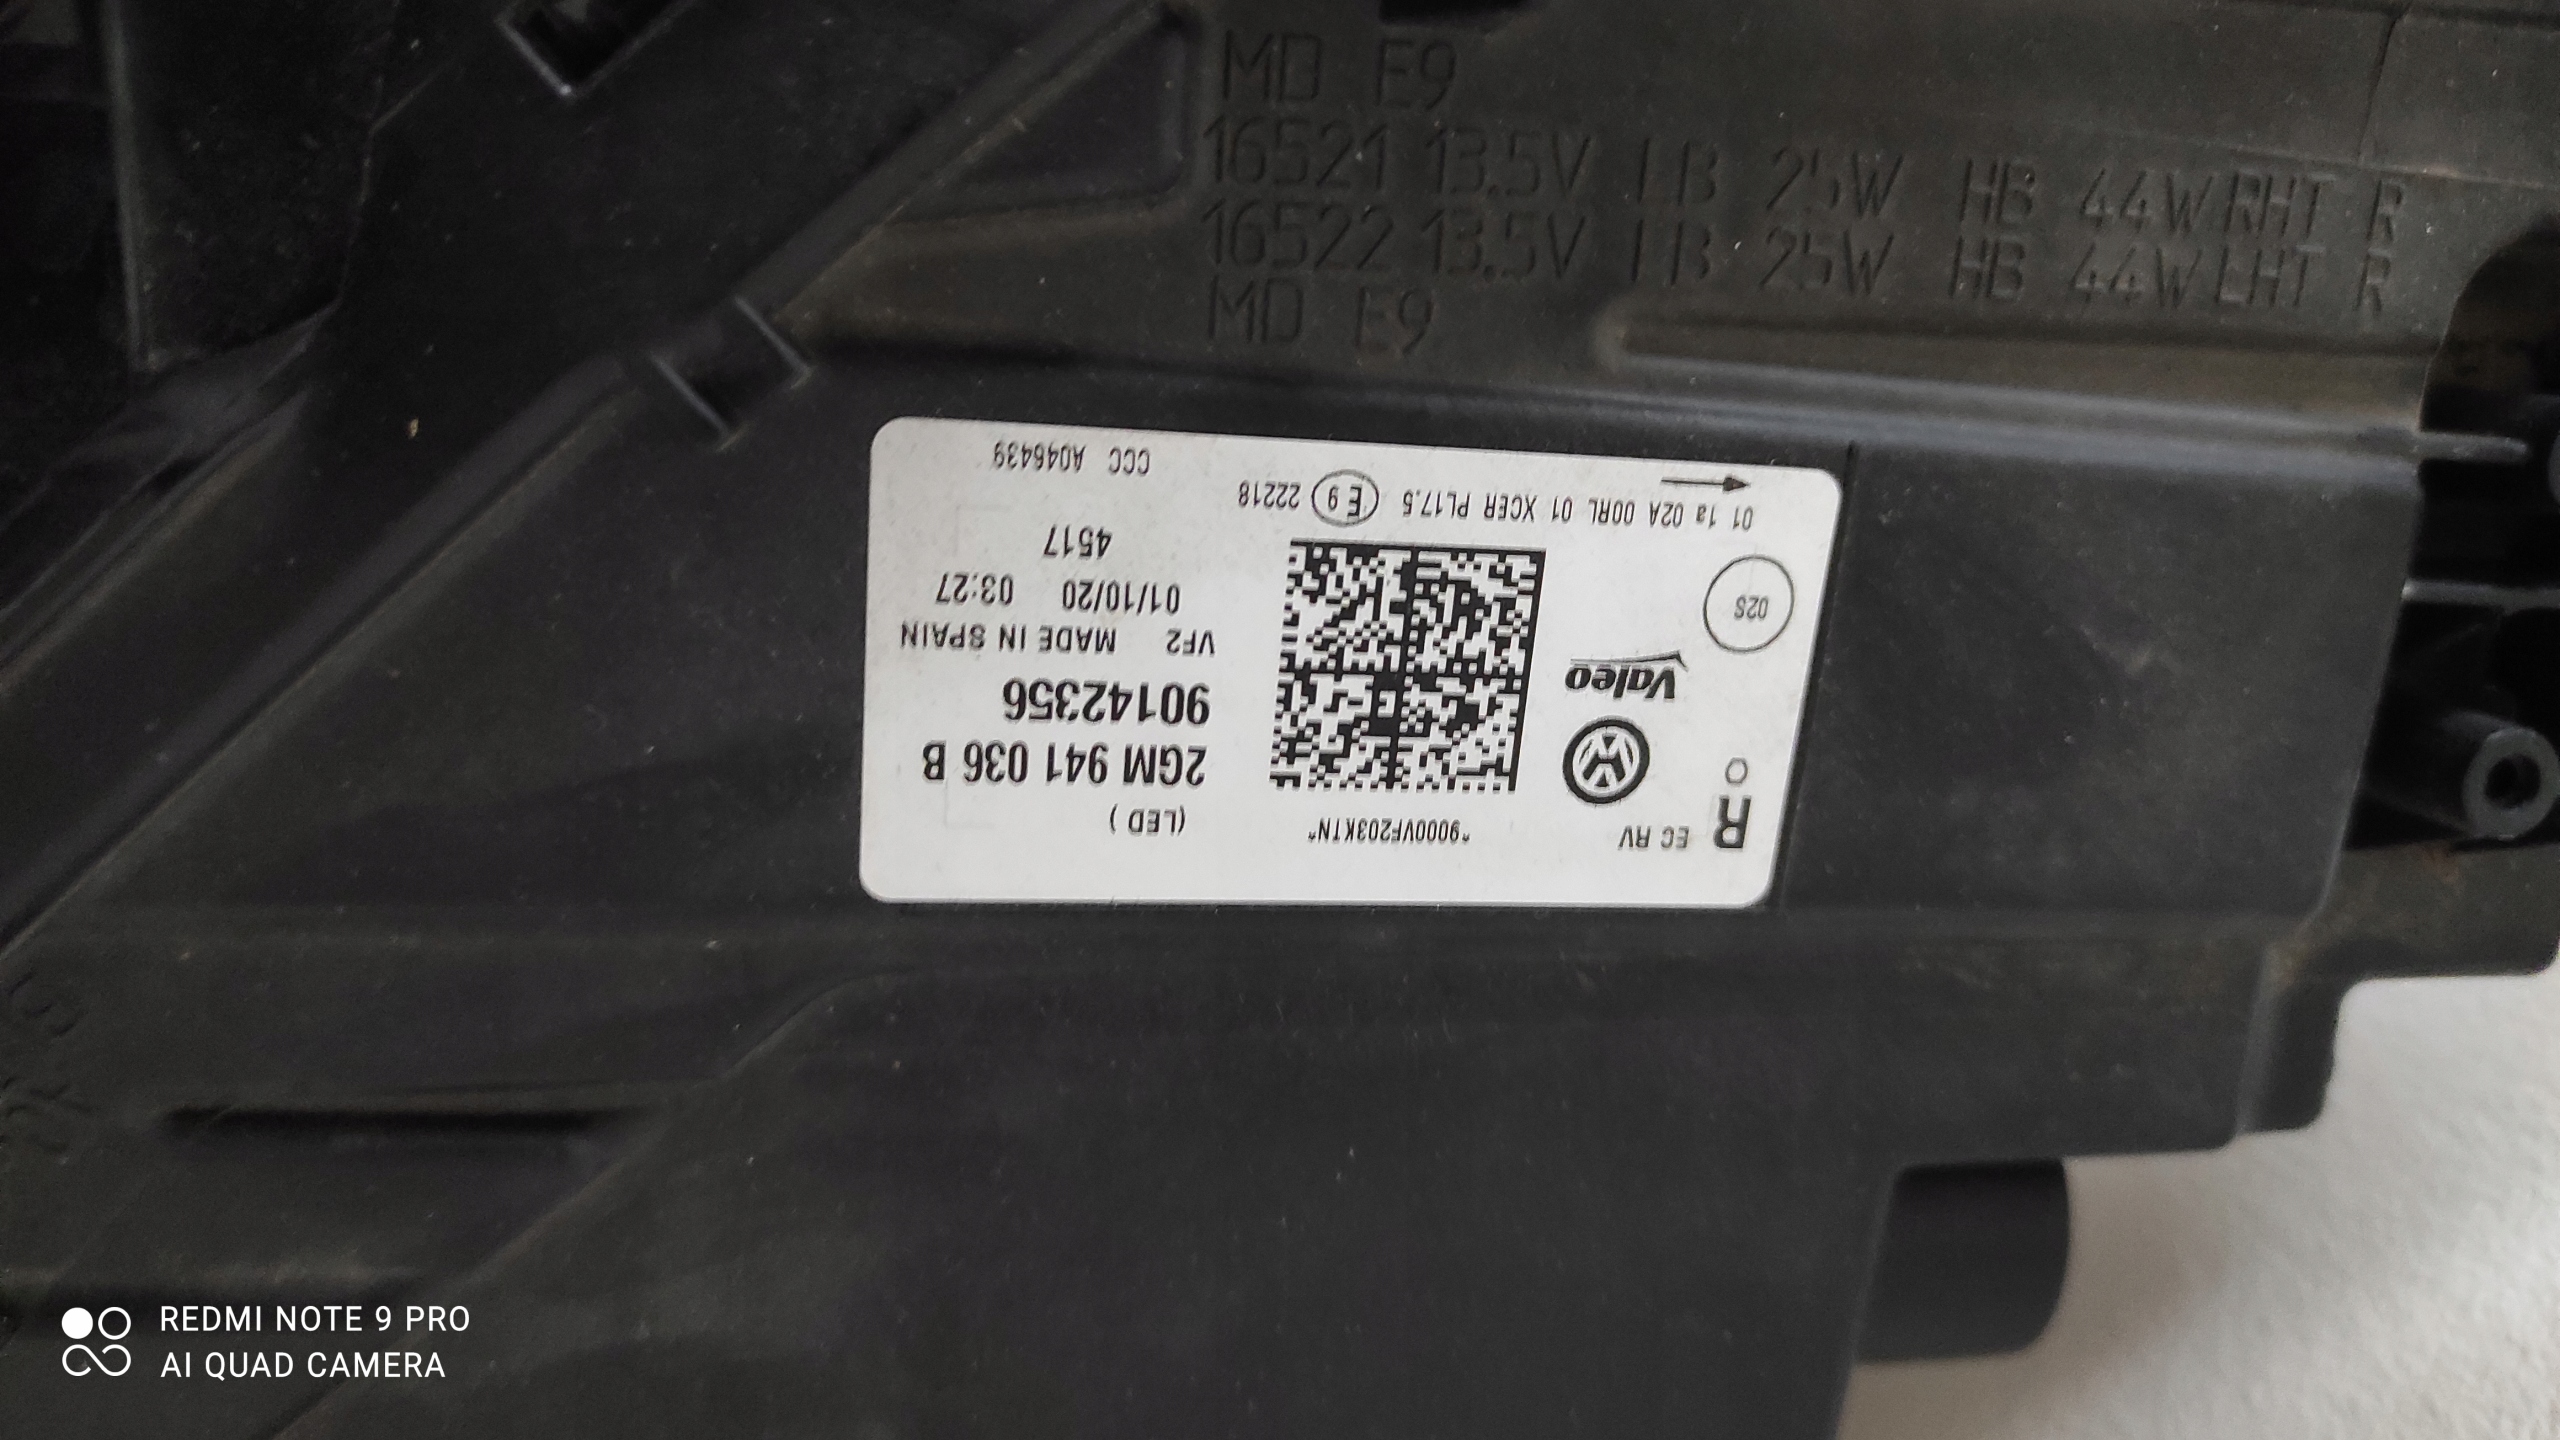 MD E9
16521 13.5V LB 25W HB 44W RHT R
16522 13.5V LB 25W HB 44W LHT R
MD E9
R EC RV
*9000VF203KTN*
(LED )
2GM 941 036 B
90142356
Valeo
VF2 MADE IN SPAIN
02S
01/10/20 03:27
4517
01 1a 02A 00RL 01 XCER PL17.5 E9 22218
CCC A046439
REDMI NOTE 9 PRO
AI QUAD CAMERA